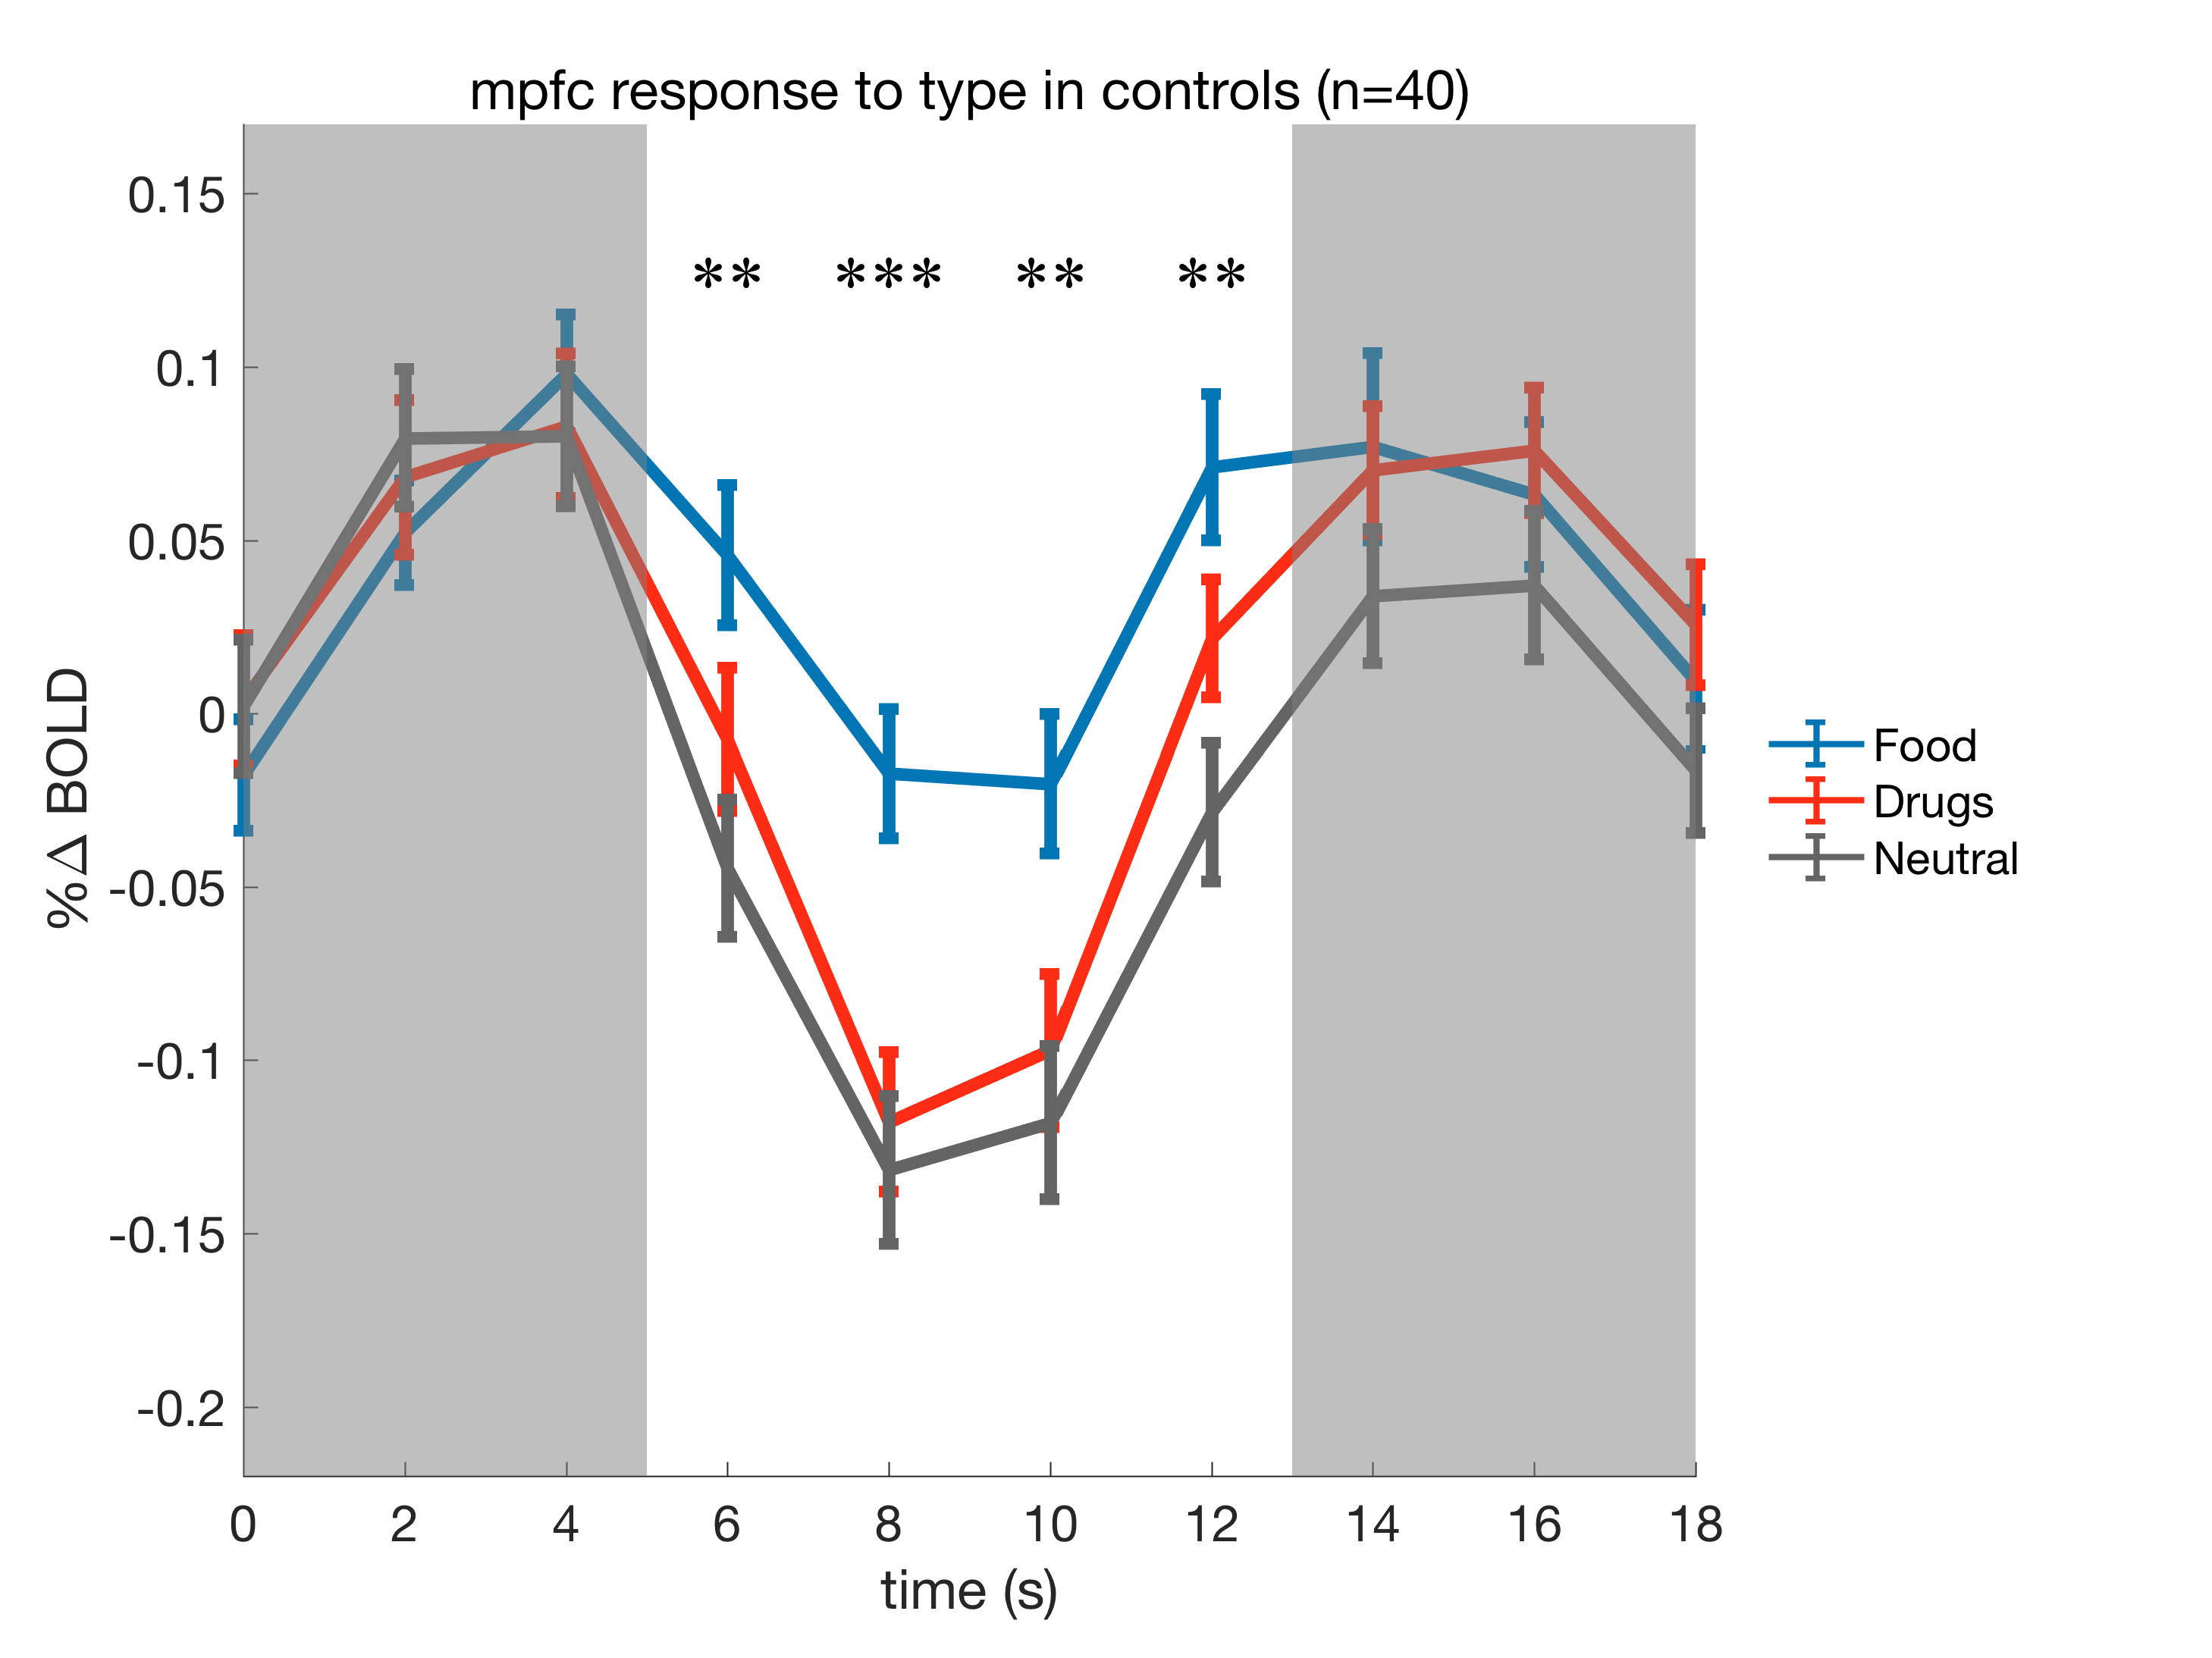 mpfc response to type in controls (n=40)
0.15
** *** ** **
0.1
0.05
0
-0.05
-0.1
-0.15
-0.2
%Δ BOLD
0 2 4 6 8 10 12 14 16 18
time (s)
Food
Drugs
Neutral